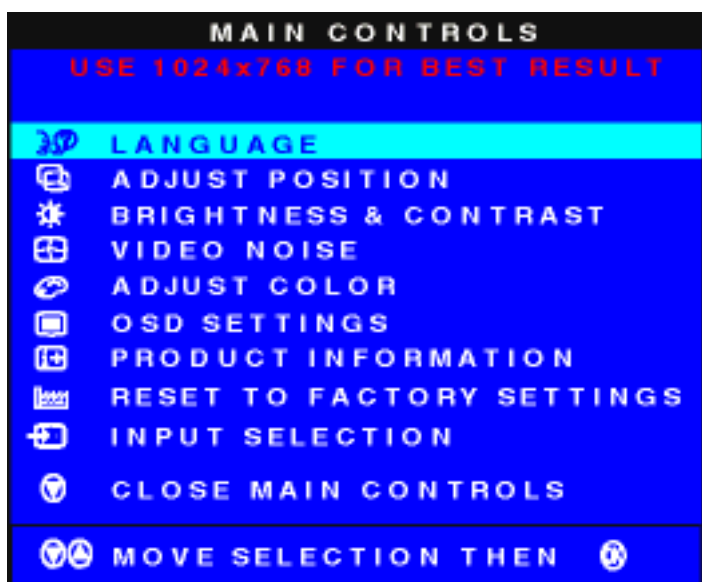 MAIN CONTROLS
USE 1024x768 FOR BEST RESULT
LANGUAGE
ADJUST POSITION
BRIGHTNESS & CONTRAST
VIDEO NOISE
ADJUST COLOR
OSD SETTINGS
PRODUCT INFORMATION
RESET TO FACTORY SETTINGS
INPUT SELECTION
CLOSE MAIN CONTROLS
MOVE SELECTION THEN OK